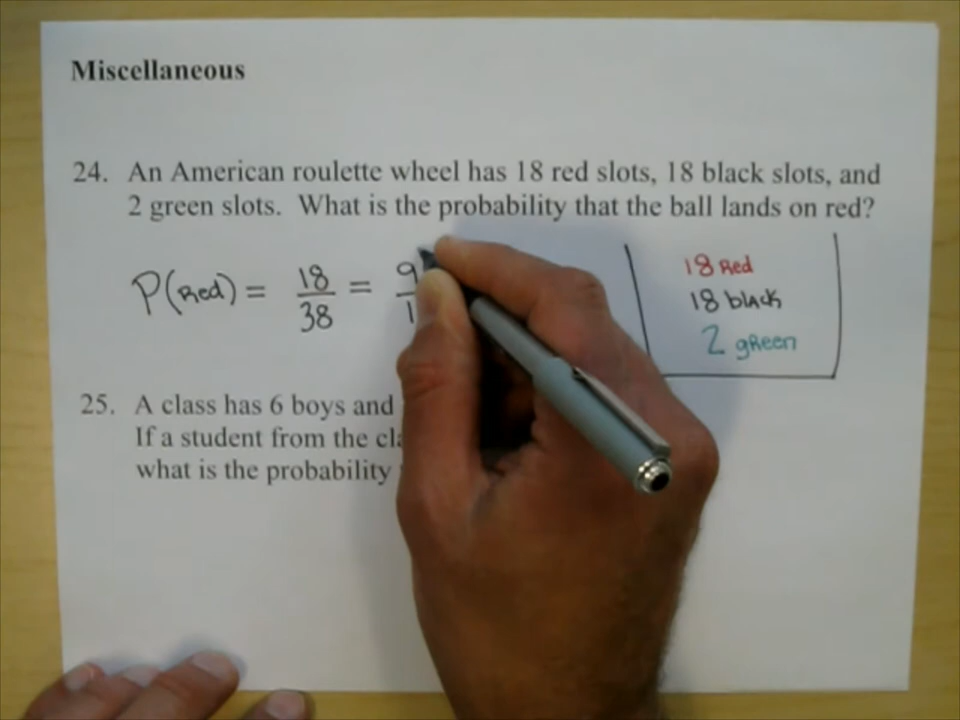 Miscellaneous
24. An American roulette wheel has 18 red slots, 18 black slots, and
2 green slots. What is the probability that the ball lands on red?
P(Red) = 18/38 = 9
18 Red
18 black
2 green
25. A class has 6 boys and
If a student from the
what is the probability